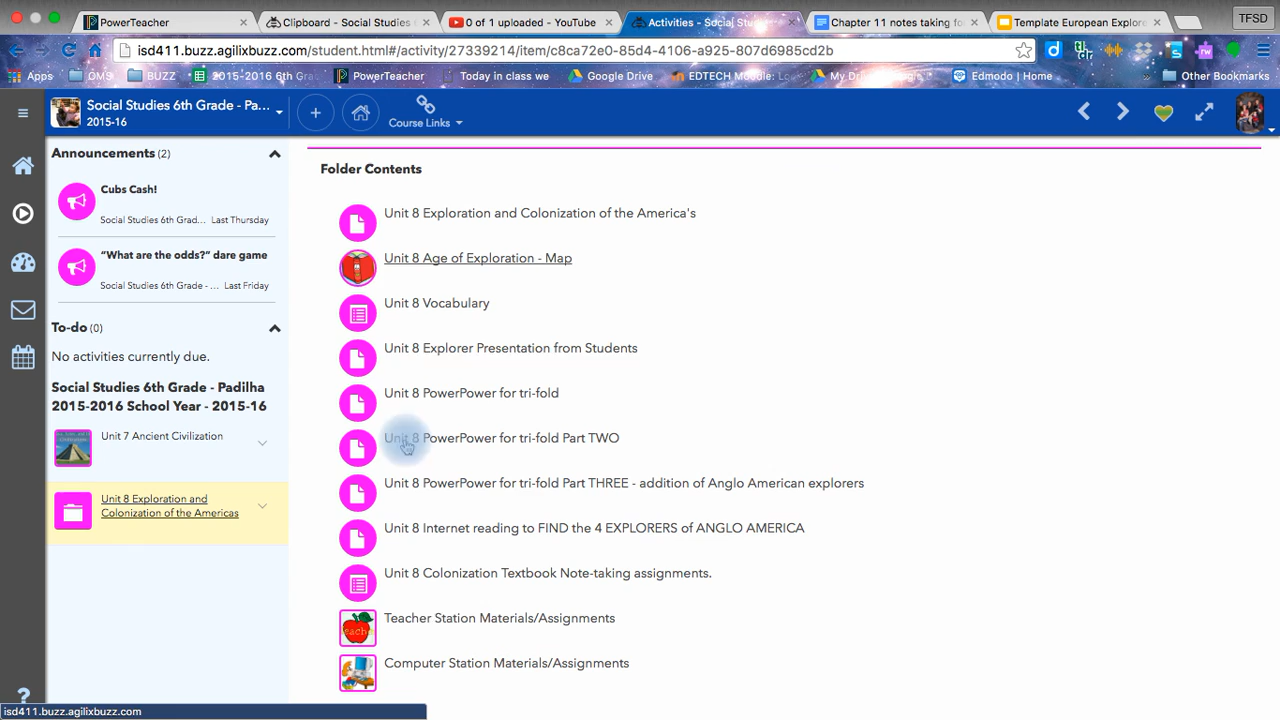 PowerTeacher
Clipboard - Social Studies
0 of 1 uploaded - YouTube
Activities - Social Studies
Chapter 11 notes taking fo
Template European Explore
TFSD
isd411.buzz.agilixbuzz.com/student.html#/activity/27339214/item/c8ca72e0-85d4-4106-a925-807d6985cd2b
Apps
OMS
BUZZ
2015-2016 6th Gra
PowerTeacher
Today in class we
Google Drive
EDTECH Moodle: Lo
My Dri
Edmodo | Home
»
Other Bookmarks
Social Studies 6th Grade - Pa...
2015-16
Course Links
Announcements (2)
Cubs Cash!
Social Studies 6th Grad... Last Thursday
"What are the odds?" dare game
Social Studies 6th Grade - ... Last Friday
To-do (0)
No activities currently due.
Social Studies 6th Grade - Padilha
2015-2016 School Year - 2015-16
Unit 7 Ancient Civilization
Unit 8 Exploration and
Colonization of the Americas
Folder Contents
Unit 8 Exploration and Colonization of the America's
Unit 8 Age of Exploration - Map
Unit 8 Vocabulary
Unit 8 Explorer Presentation from Students
Unit 8 PowerPower for tri-fold
Unit 8 PowerPower for tri-fold Part TWO
Unit 8 PowerPower for tri-fold Part THREE - addition of Anglo American explorers
Unit 8 Internet reading to FIND the 4 EXPLORERS of ANGLO AMERICA
Unit 8 Colonization Textbook Note-taking assignments.
Teacher Station Materials/Assignments
Computer Station Materials/Assignments
?
isd411.buzz.agilixbuzz.com